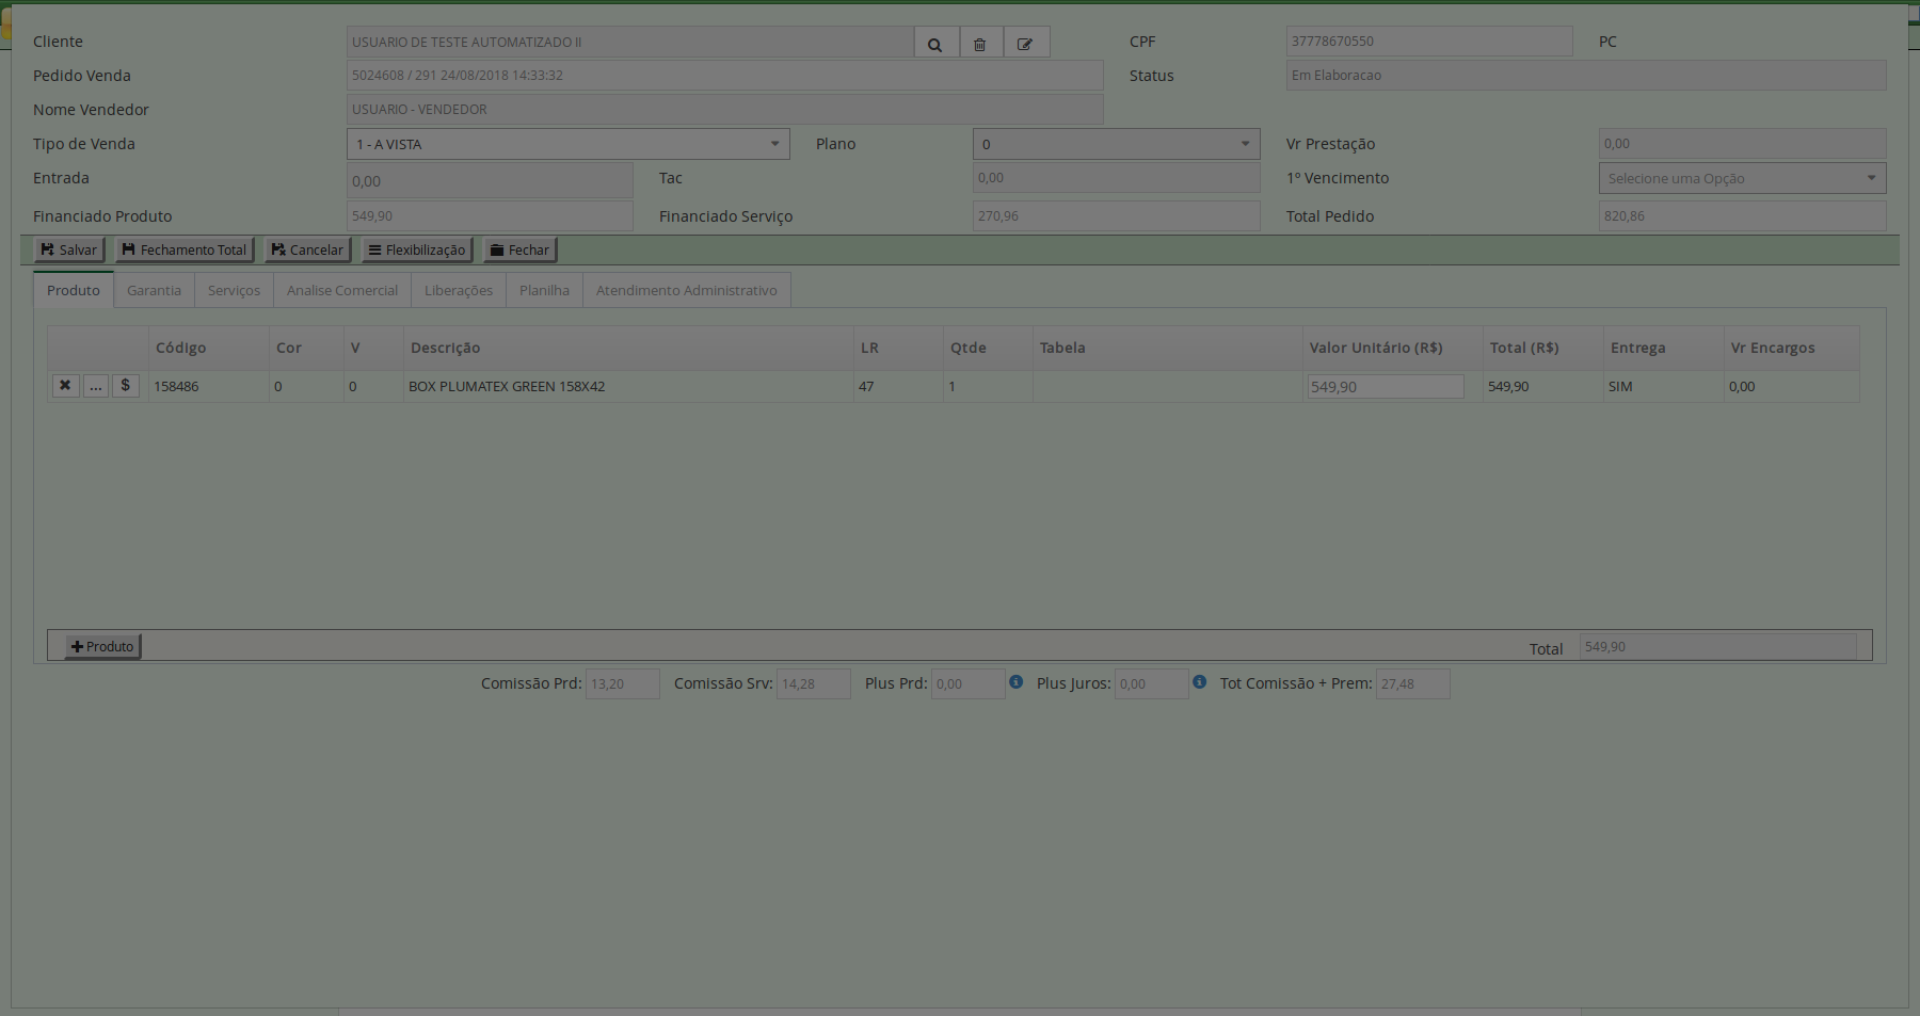 Cliente USUARIO DE TESTE AUTOMATIZADO II CPF 37778670550 PC
Pedido Venda 5024608 / 291 24/08/2018 14:33:32 Status Em Elaboracao
Nome Vendedor USUARIO - VENDEDOR
Tipo de Venda 1 - A VISTA Plano 0 Vr Prestação 0,00
Entrada 0,00 Tac 0,00 1º Vencimento Selecione uma Opção
Financiado Produto 549,90 Financiado Serviço 270,96 Total Pedido 820,86
Salvar Fechamento Total Cancelar Flexibilização Fechar
Produto Garantia Serviços Analise Comercial Liberações Planilha Atendimento Administrativo
Código Cor V Descrição LR Qtde Tabela Valor Unitário (R$) Total (R$) Entrega Vr Encargos
... $ 158486 0 0 BOX PLUMATEX GREEN 158X42 47 1 549,90 549,90 SIM 0,00
Produto Total 549,90
Comissão Prd: 13,20 Comissão Srv: 14,28 Plus Prd: 0,00 Plus Juros: 0,00 Tot Comissão + Prem: 27,48